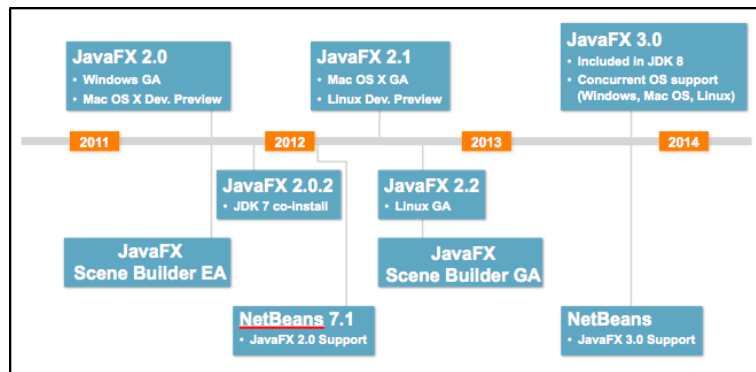 JavaFX 2.0
• Windows GA
• Mac OS X Dev. Preview
JavaFX 2.1
• Mac OS X GA
• Linux Dev. Preview
JavaFX 3.0
• Included in JDK 8
• Concurrent OS support
(Windows, Mac OS, Linux)
2011
2012
2013
2014
JavaFX 2.0.2
• JDK 7 co-install
JavaFX 2.2
• Linux GA
JavaFX
Scene Builder EA
JavaFX
Scene Builder GA
NetBeans 7.1
• JavaFX 2.0 Support
NetBeans
• JavaFX 3.0 Support